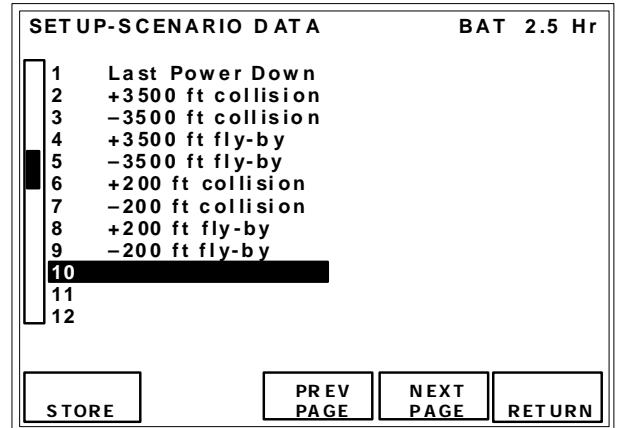 SETUP-SCENARIO DATA BAT 2.5 Hr
1 Last Power Down
2 +3500 ft collision
3 –3500 ft collision
4 +3500 ft fly-by
5 –3500 ft fly-by
6 +200 ft collision
7 –200 ft collision
8 +200 ft fly-by
9 –200 ft fly-by
10
11
12
STORE
PREV
PAGE
NEXT
PAGE
RETURN